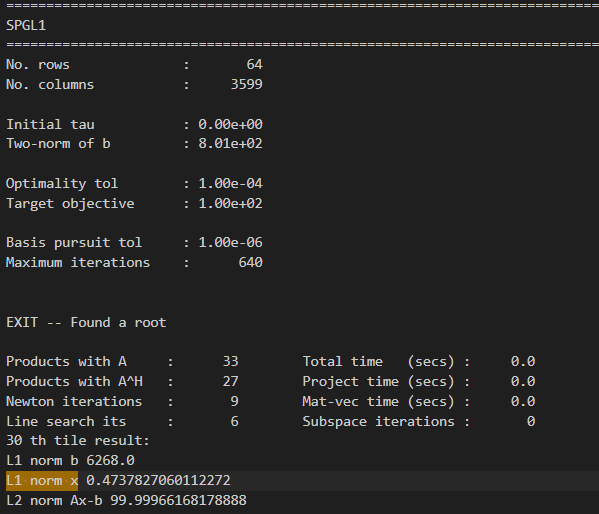 ================================================================================
SPGL1
================================================================================
No. rows              :       64
No. columns           :     3599
Initial tau           : 0.00e+00
Two-norm of b         : 8.01e+02
Optimality tol        : 1.00e-04
Target objective      : 1.00e+02
Basis pursuit tol     : 1.00e-06
Maximum iterations    :      640
EXIT -- Found a root
Products with A     :       33        Total time   (secs) :     0.0
Products with A^H   :       27        Project time (secs) :     0.0
Newton iterations   :        9        Mat-vec time (secs) :     0.0
Line search its     :        6        Subspace iterations :       0
30 th tile result:
L1 norm b 6268.0
L1 norm x 0.4737827060112272
L2 norm Ax-b 99.99966168178888